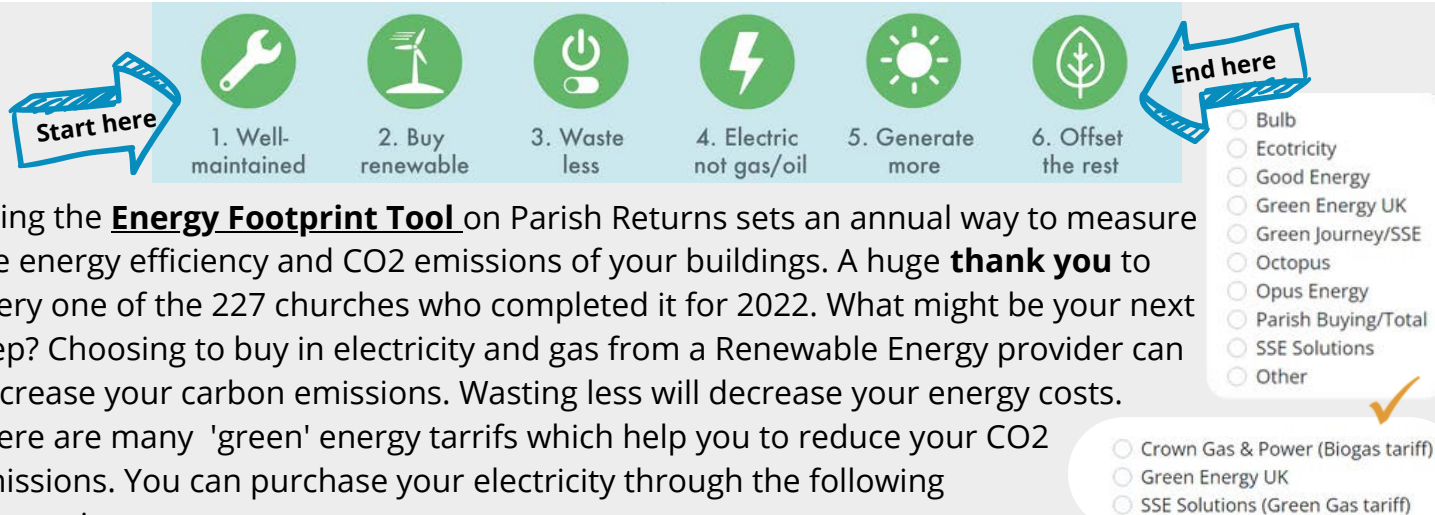 Start here
End here
1. Well-
maintained
2. Buy
renewable
3. Waste
less
4. Electric
not gas/oil
5. Generate
more
6. Offset
the rest
ing the Energy Footprint Tool on Parish Returns sets an annual way to measure
e energy efficiency and CO2 emissions of your buildings. A huge thank you to
ery one of the 227 churches who completed it for 2022. What might be your next
ep? Choosing to buy in electricity and gas from a Renewable Energy provider can
crease your carbon emissions. Wasting less will decrease your energy costs.
ere are many 'green' energy tarrifs which help you to reduce your CO2
nissions. You can purchase your electricity through the following
Bulb
Ecotricity
Good Energy
Green Energy UK
Green Journey/SSE
Octopus
Opus Energy
Parish Buying/Total
SSE Solutions
Other
Crown Gas & Power (Biogas tariff)
Green Energy UK
SSE Solutions (Green Gas tariff)